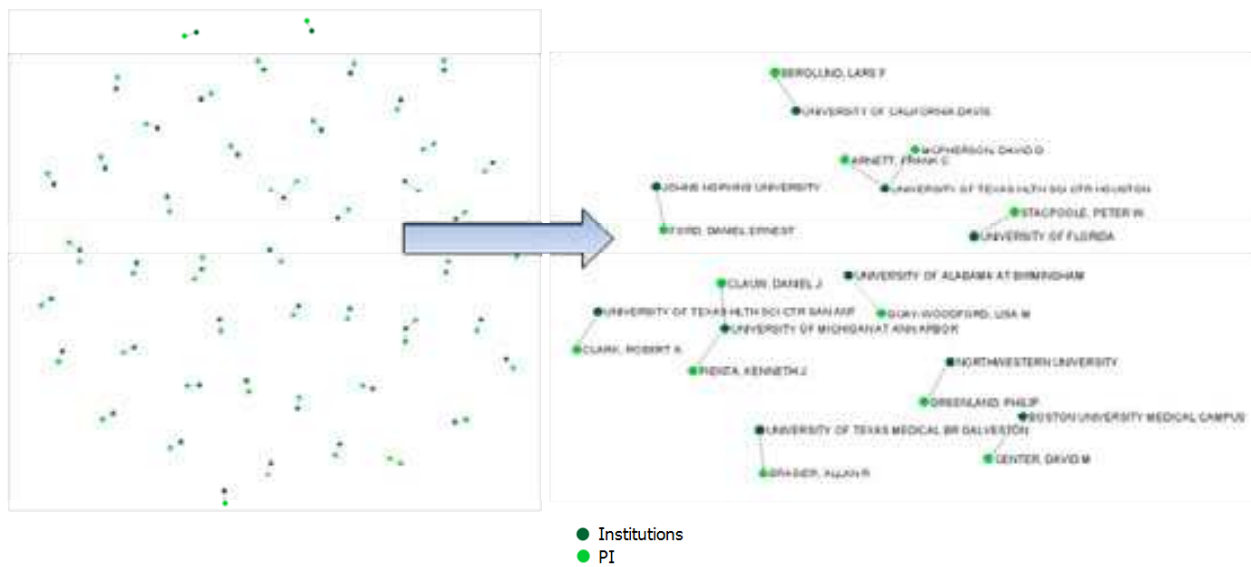 BERGLUND, LARS F
UNIVERSITY OF CALIFORNIA DAVIS
MCPHERSON, DAVID D
ARNETT, FRANK C
JOHNS HOPKINS UNIVERSITY
UNIVERSITY OF TEXAS HLTH SCI CTR HOUSTON
STACPOOLE, PETER W
FORD, DANIEL ERNEST
UNIVERSITY OF FLORIDA
UNIVERSITY OF ALABAMA AT BIRMINGHAM
CLAUW, DANIEL J
UNIVERSITY OF TEXAS HLTH SCI CTR SAN ANT
GUAY-WOODFORD, LISA M
UNIVERSITY OF MICHIGAN AT ANN ARBOR
CLARK, ROBERT A
NORTHWESTERN UNIVERSITY
PIENTA, KENNETH J
GREENLAND, PHILIP
BOSTON UNIVERSITY MEDICAL CAMPUS
UNIVERSITY OF TEXAS MEDICAL BR GALVESTON
CENTER, DAVID M
BRASIER, ALLAN R
Institutions
PI